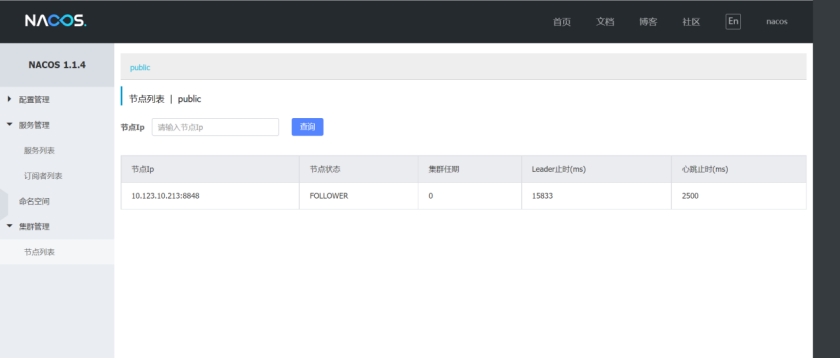 NACOS.
首页 文档 博客 社区 En nacos
NACOS 1.1.4
public
配置管理
节点列表 | public
服务管理
节点Ip 请输入节点Ip 查询
服务列表
订阅者列表
节点Ip 节点状态 集群任期 Leader止时(ms) 心跳止时(ms)
命名空间
10.123.10.213:8848 FOLLOWER 0 15833 2500
集群管理
节点列表